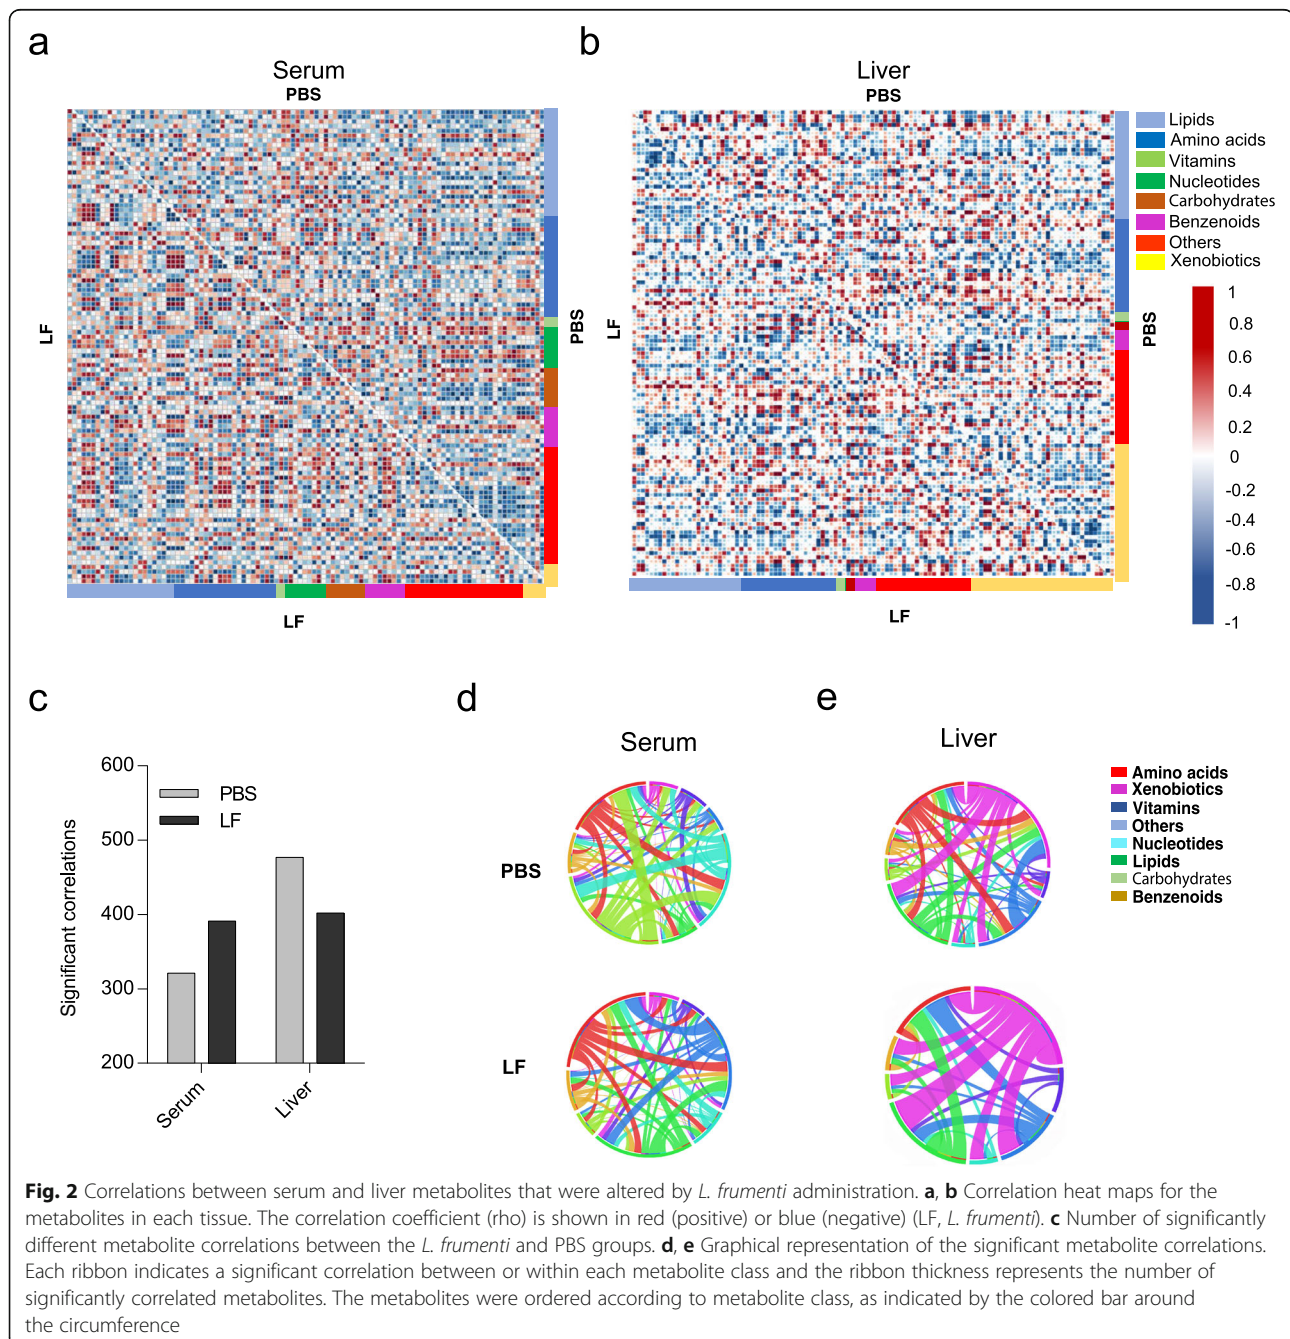 a
b
Serum
PBS
Liver
PBS
Lipids
Amino acids
Vitamins
Nucleotides
Carbohydrates
Benzenoids
Others
Xenobiotics
LF
PBS
LF
PBS
1
0.8
0.6
0.4
0.2
0
-0.2
-0.4
-0.6
-0.8
-1
LF
LF
c
d
e
Serum
Liver
Significant correlations
600
500
400
300
200
PBS
LF
Serum
Liver
PBS
LF
Amino acids
Xenobiotics
Vitamins
Others
Nucleotides
Lipids
Carbohydrates
Benzenoids
Fig. 2 Correlations between serum and liver metabolites that were altered by L. frumenti administration. a, b Correlation heat maps for the
metabolites in each tissue. The correlation coefficient (rho) is shown in red (positive) or blue (negative) (LF, L. frumenti). c Number of significantly
different metabolite correlations between the L. frumenti and PBS groups. d, e Graphical representation of the significant metabolite correlations.
Each ribbon indicates a significant correlation between or within each metabolite class and the ribbon thickness represents the number of
significantly correlated metabolites. The metabolites were ordered according to metabolite class, as indicated by the colored bar around
the circumference